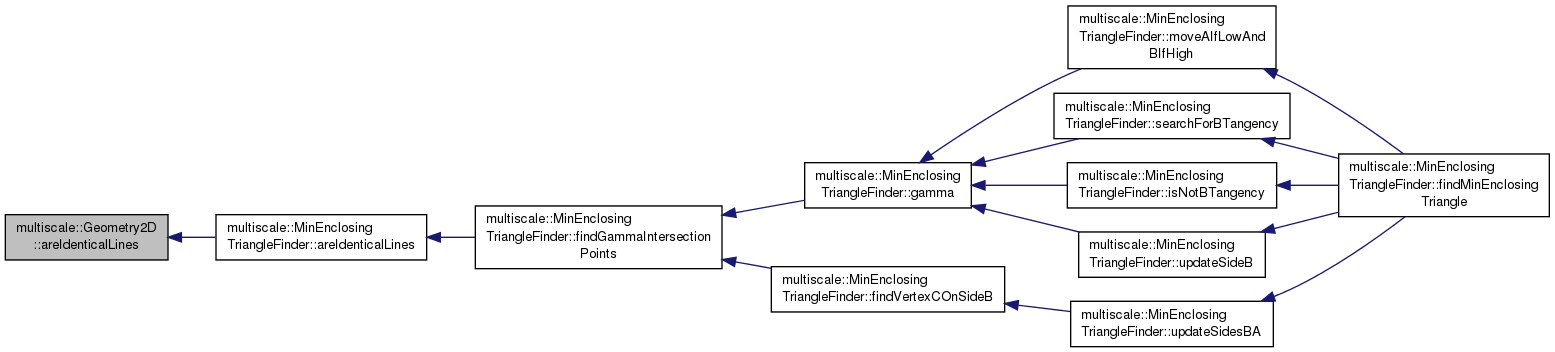 multiscale::Geometry2D
::areIdenticalLines
multiscale::MinEnclosing
TriangleFinder::areIdenticalLines
multiscale::MinEnclosing
TriangleFinder::findGammaIntersection
Points
multiscale::MinEnclosing
TriangleFinder::gamma
multiscale::MinEnclosing
TriangleFinder::findVertexCOnSideB
multiscale::MinEnclosing
TriangleFinder::moveAIfLowAnd
BIfHigh
multiscale::MinEnclosing
TriangleFinder::searchForBTangency
multiscale::MinEnclosing
TriangleFinder::isNotBTangency
multiscale::MinEnclosing
TriangleFinder::updateSideB
multiscale::MinEnclosing
TriangleFinder::updateSidesBA
multiscale::MinEnclosing
TriangleFinder::findMinEnclosing
Triangle